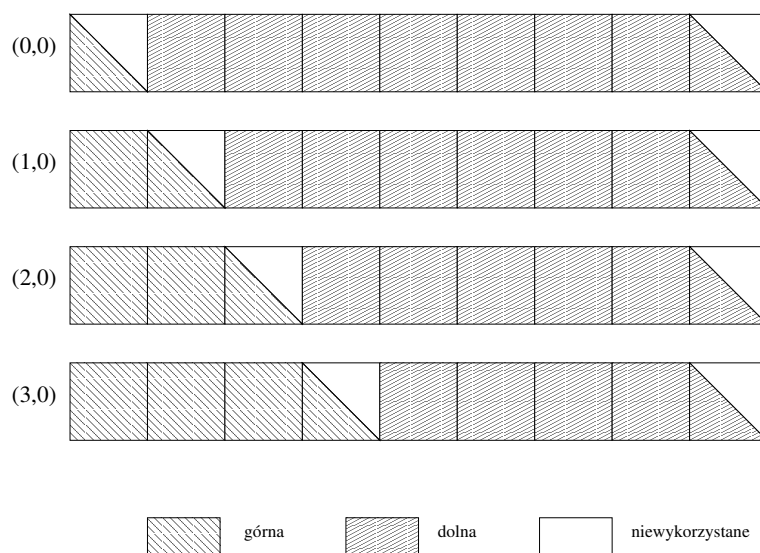 (0,0)
(1,0)
(2,0)
(3,0)
górna dolna niewykorzystane